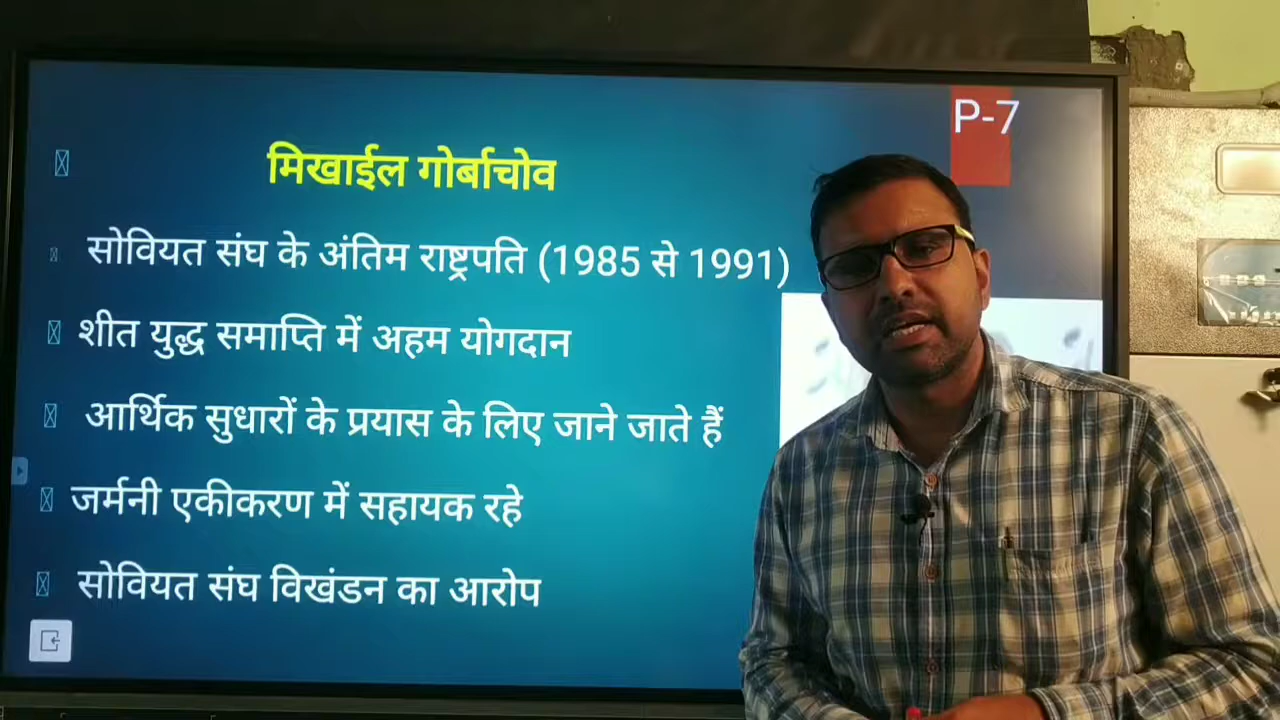 P-7
मिखाईल गोर्बाचोव
सोवियत संघ के अंतिम राष्ट्रपति (1985 से 1991)
शीत युद्ध समाप्ति में अहम योगदान
आर्थिक सुधारों के प्रयास के लिए जाने जाते हैं
जर्मनी एकीकरण में सहायक रहे
सोवियत संघ विखंडन का आरोप